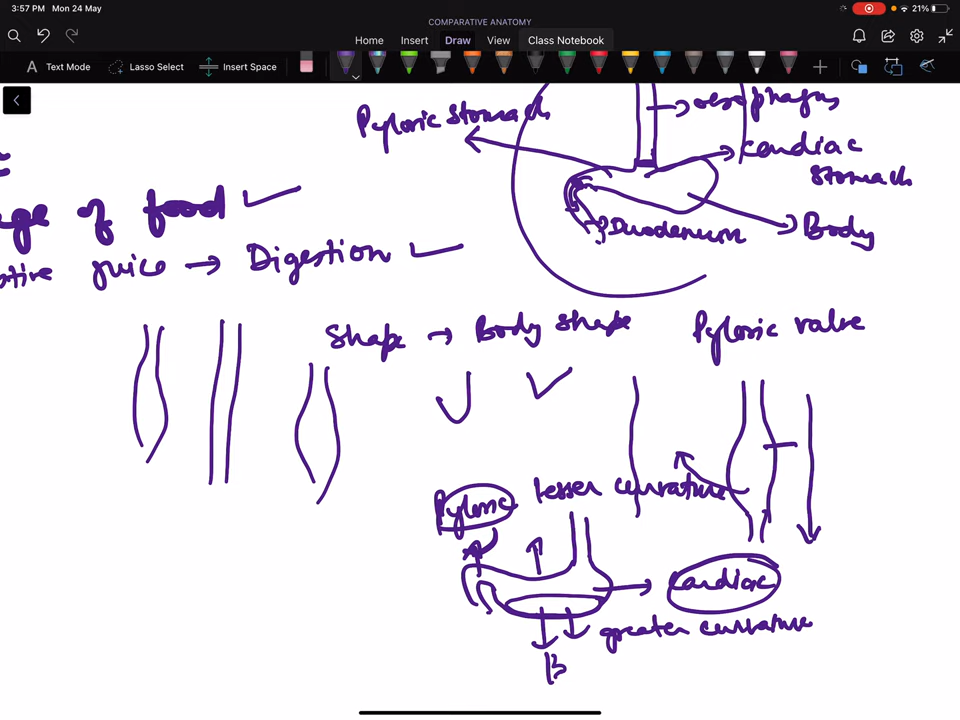 3:57 PM Mon 24 May
21%
COMPARATIVE ANATOMY
Home Insert Draw View Class Notebook
Text Mode Lasso Select Insert Space
Pyloric Stomach
oesophagus
cardiac
stomach
Duodenum
Body
age of food
juice → Digestion
Shape → Body shape
Pyloric valve
Pyloric
lesser curvature
cardiac
greater curvature
B